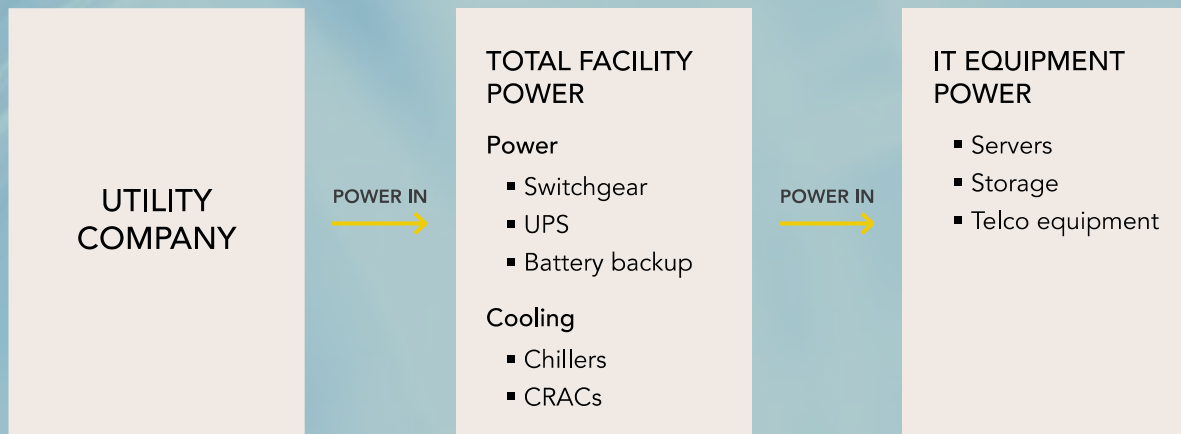 UTILITY
COMPANY
POWER IN
TOTAL FACILITY
POWER
Power
▪ Switchgear
▪ UPS
▪ Battery backup
Cooling
▪ Chillers
▪ CRACs
POWER IN
IT EQUIPMENT
POWER
▪ Servers
▪ Storage
▪ Telco equipment